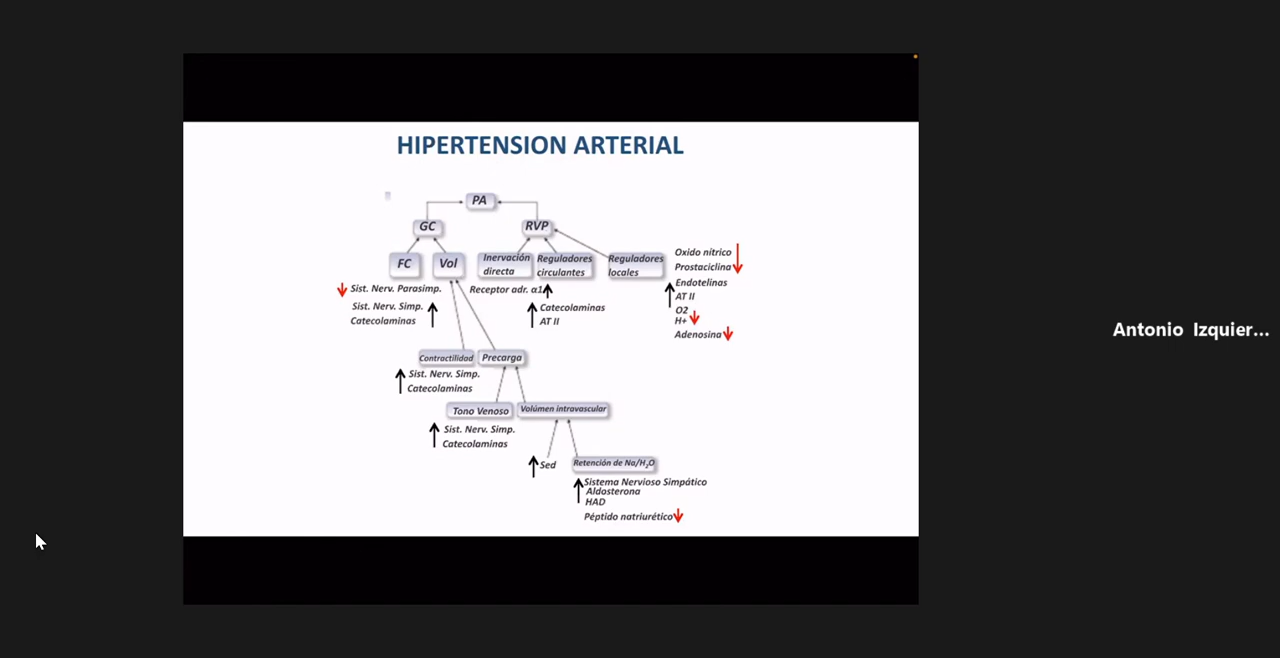 HIPERTENSION ARTERIAL
PA
GC
RVP
FC
Vol
Inervación
directa
Reguladores
circulantes
Reguladores
locales
Oxido nítrico
Prostaciclina
Endotelinas
AT II
O2
H+
Adenosina
Sist. Nerv. Parasimp.
Sist. Nerv. Simp.
Catecolaminas
Receptor adr. α1
Catecolaminas
AT II
Antonio Izquier...
Contractilidad
Precarga
Sist. Nerv. Simp.
Catecolaminas
Tono Venoso
Volúmen intravascular
Sist. Nerv. Simp.
Catecolaminas
Sed
Retención de Na/H₂O
Sistema Nervioso Simpático
Aldosterona
HAD
Péptido natriurético